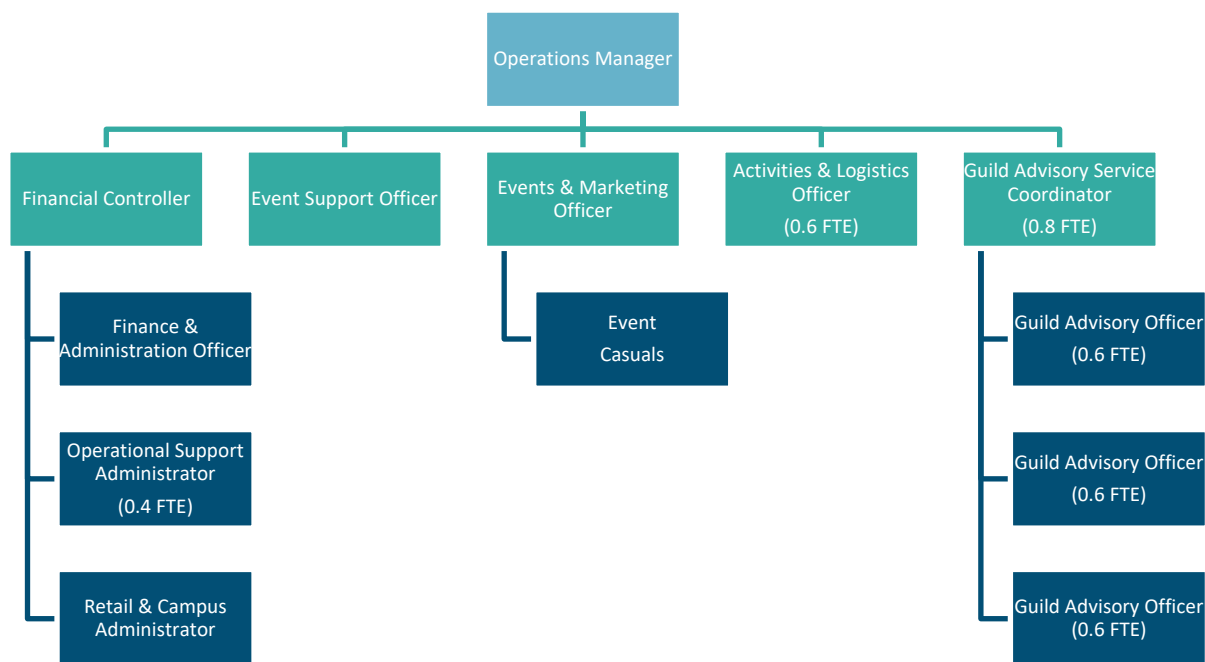 Operations Manager
Financial Controller
Event Support Officer
Events & Marketing
Officer
Activities & Logistics
Officer
(0.6 FTE)
Guild Advisory Service
Coordinator
(0.8 FTE)
Finance &
Administration Officer
Operational Support
Administrator
(0.4 FTE)
Retail & Campus
Administrator
Event
Casuals
Guild Advisory Officer
(0.6 FTE)
Guild Advisory Officer
(0.6 FTE)
Guild Advisory Officer
(0.6 FTE)